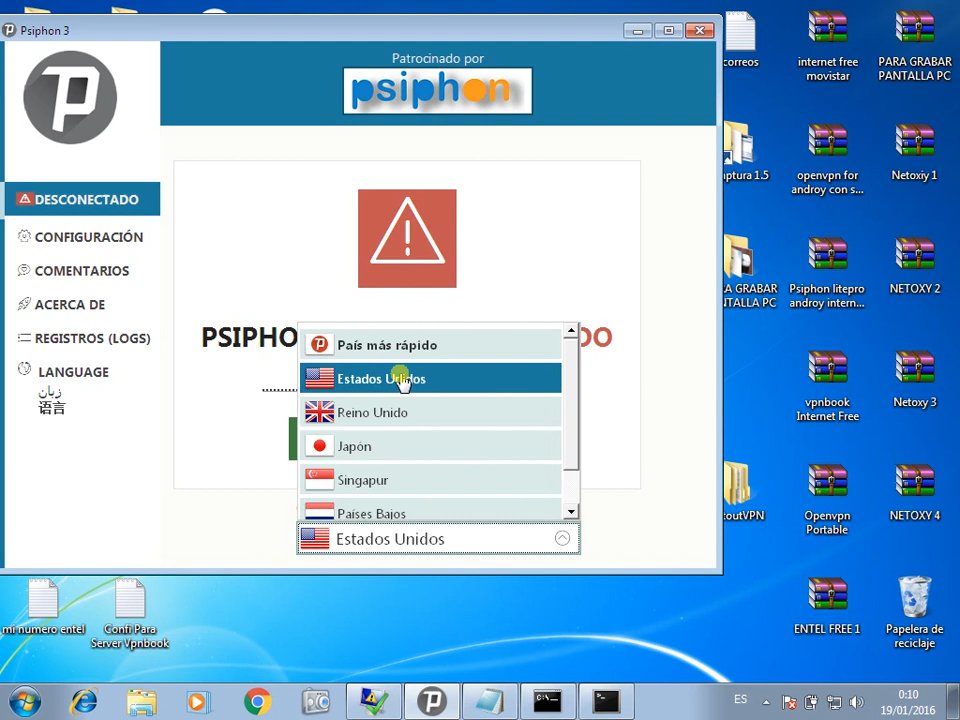 Psiphon 3
Patrocinado por
psiphon
DESCONECTADO
CONFIGURACIÓN
COMENTARIOS
ACERCA DE
REGISTROS (LOGS)
LANGUAGE
زبان
语言
PSIPHO
DO
País más rápido
Estados Unidos
Reino Unido
Japón
Singapur
Países Bajos
Estados Unidos
correos
internet free
movistar
PARA GRABAR
PANTALLA PC
ptura 1.5
openvpn for
androy con s...
Netoxiy 1
A GRABAR
NTALLA PC
Psiphon litepro
androy intern...
NETOXY 2
vpnbook
Internet Free
Netoxy 3
outVPN
Openvpn
Portable
NETOXY 4
mi numero entel
Confi Para
Server Vpnbook
ENTEL FREE 1
Papelera de
reciclaje
ES
0:10
19/01/2016